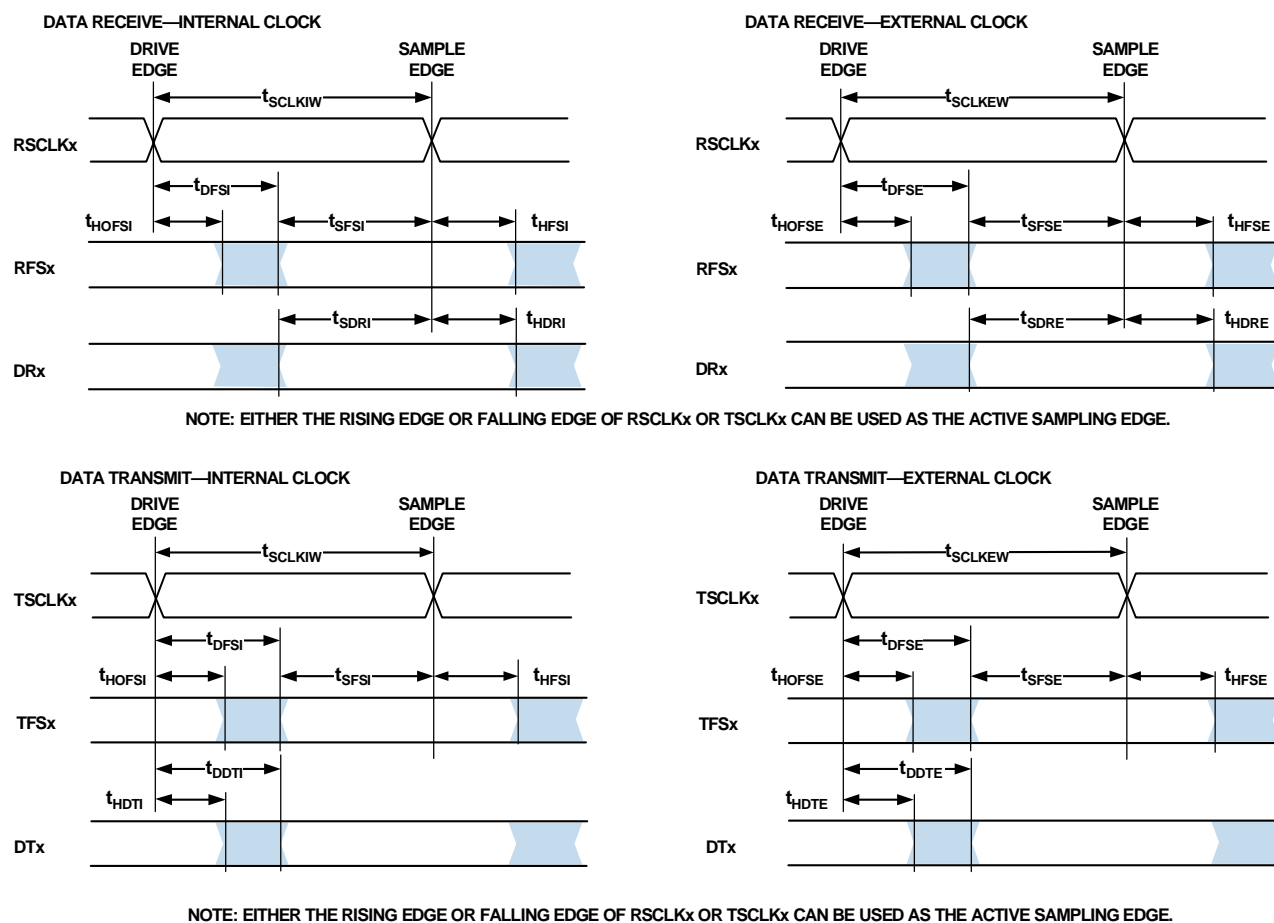 DATA RECEIVE—INTERNAL CLOCK
DRIVE
EDGE
SAMPLE
EDGE
tSCLKIW
RSCLKx
tDFSI
tHOFSI
tSFSI
tHFSI
RFSx
tSDRI
tHDRI
DRx
DATA RECEIVE—EXTERNAL CLOCK
DRIVE
EDGE
SAMPLE
EDGE
tSCLKEW
RSCLKx
tDFSE
tHOFSE
tSFSE
tHFSE
RFSx
tSDRE
tHDRE
DRx
NOTE: EITHER THE RISING EDGE OR FALLING EDGE OF RSCLKx OR TSCLKx CAN BE USED AS THE ACTIVE SAMPLING EDGE.
DATA TRANSMIT—INTERNAL CLOCK
DRIVE
EDGE
SAMPLE
EDGE
tSCLKIW
TSCLKx
tDFSI
tHOFSI
tSFSI
tHFSI
TFSx
tDDTI
tHDTI
DTx
DATA TRANSMIT—EXTERNAL CLOCK
DRIVE
EDGE
SAMPLE
EDGE
tSCLKEW
TSCLKx
tDFSE
tHOFSE
tSFSE
tHFSE
TFSx
tDDTE
tHDTE
DTx
NOTE: EITHER THE RISING EDGE OR FALLING EDGE OF RSCLKx OR TSCLKx CAN BE USED AS THE ACTIVE SAMPLING EDGE.